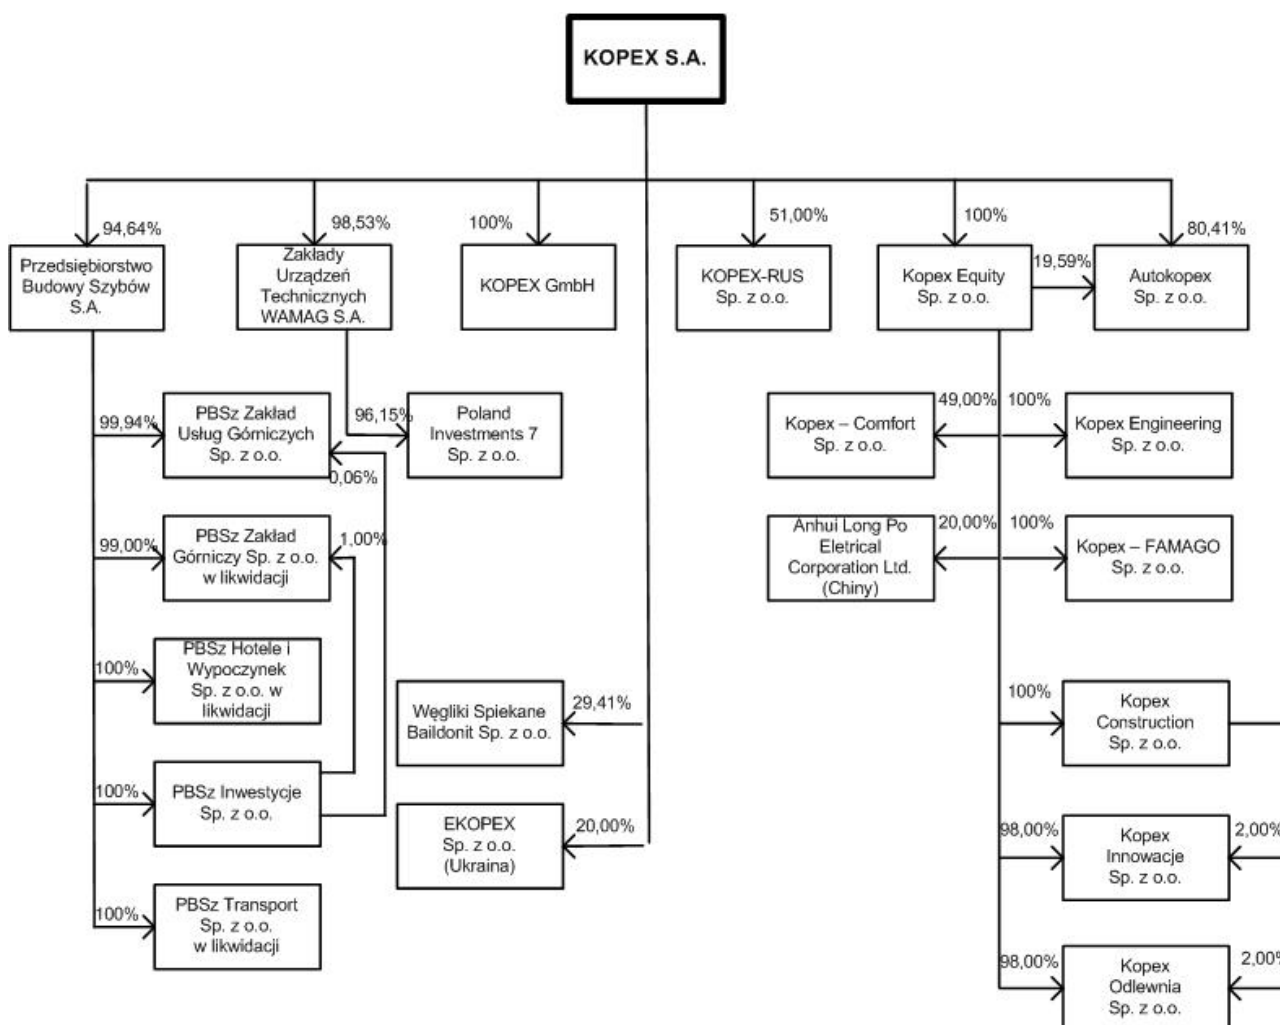 KOPEX S.A.
94,64%
98,53%
100%
51,00%
100%
80,41%
Przedsiębiorstwo
Budowy Szybów
S.A.
Zakłady
Urządzeń
Technicznych
WAMAG S.A.
KOPEX GmbH
KOPEX-RUS
Sp. z o.o.
Kopex Equity
Sp. z o.o.
19,59%
Autokopex
Sp. z o.o.
99,94%
PBSz Zakład
Usług Górniczych
Sp. z o.o.
0,06%
96,15%
Poland
Investments 7
Sp. z o.o.
Kopex – Comfort
Sp. z o.o.
49,00%
100%
Kopex Engineering
Sp. z o.o.
99,00%
PBSz Zakład
Górniczy Sp. z o.o.
w likwidacji
1,00%
Anhui Long Po
Eletrical
Corporation Ltd.
(Chiny)
20,00%
100%
Kopex – FAMAGO
Sp. z o.o.
100%
PBSz Hotele i
Wypoczynek
Sp. z o.o. w
likwidacji
Węgliki Spiekane
Baildonit Sp. z o.o.
29,41%
100%
Kopex
Construction
Sp. z o.o.
100%
PBSz Inwestycje
Sp. z o.o.
EKOPEX
Sp. z o.o.
(Ukraina)
20,00%
98,00%
Kopex
Innowacje
Sp. z o.o.
2,00%
100%
PBSz Transport
Sp. z o.o.
w likwidacji
98,00%
Kopex
Odlewnia
Sp. z o.o.
2,00%